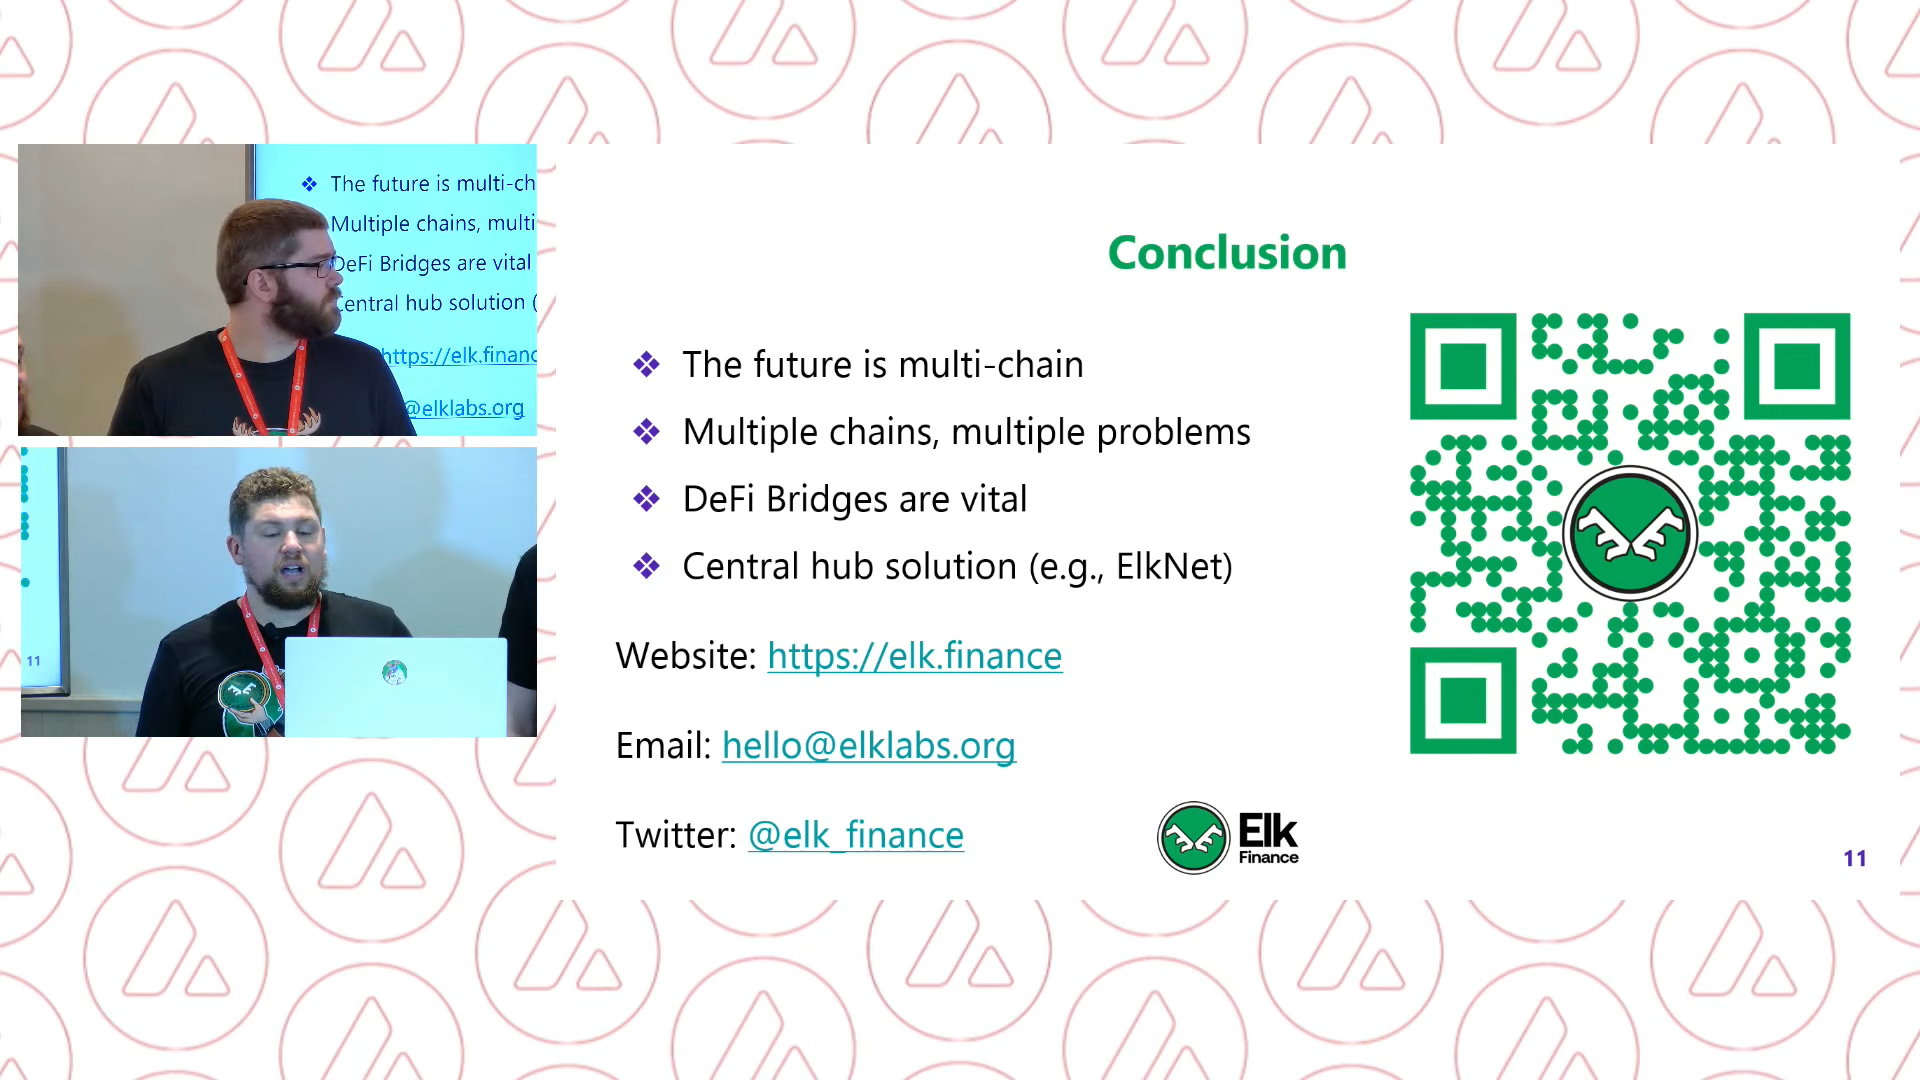 The future is multi-ch
Multiple chains, multi
DeFi Bridges are vital
Central hub solution (
https://elk.financ
@elklabs.org
11
Conclusion
❖ The future is multi-chain
❖ Multiple chains, multiple problems
❖ DeFi Bridges are vital
❖ Central hub solution (e.g., ElkNet)
Website: https://elk.finance
Email: hello@elklabs.org
Twitter: @elk_finance
Elk
Finance
11